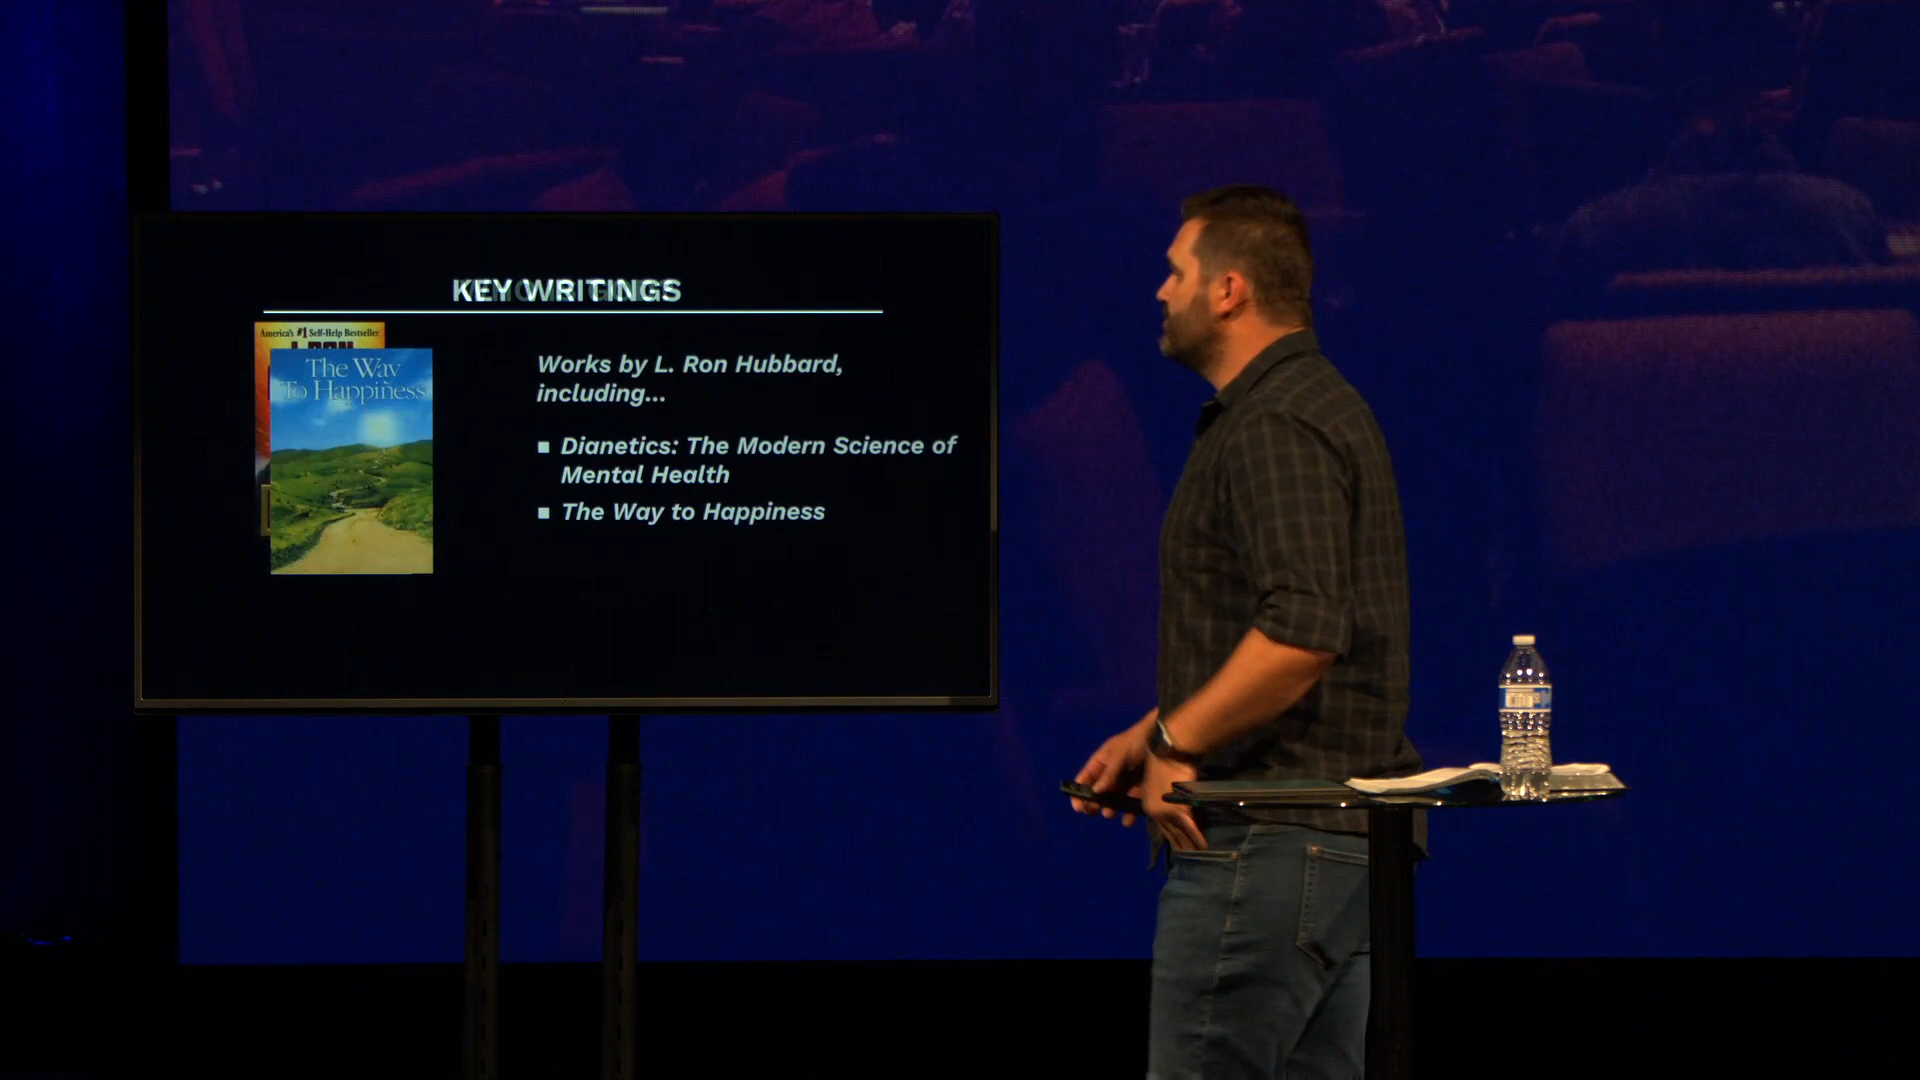 KEY WRITINGS
America's #1 Self-Help Bestseller
The Way
To Happiness
Works by L. Ron Hubbard,
including...
■ Dianetics: The Modern Science of
Mental Health
■ The Way to Happiness